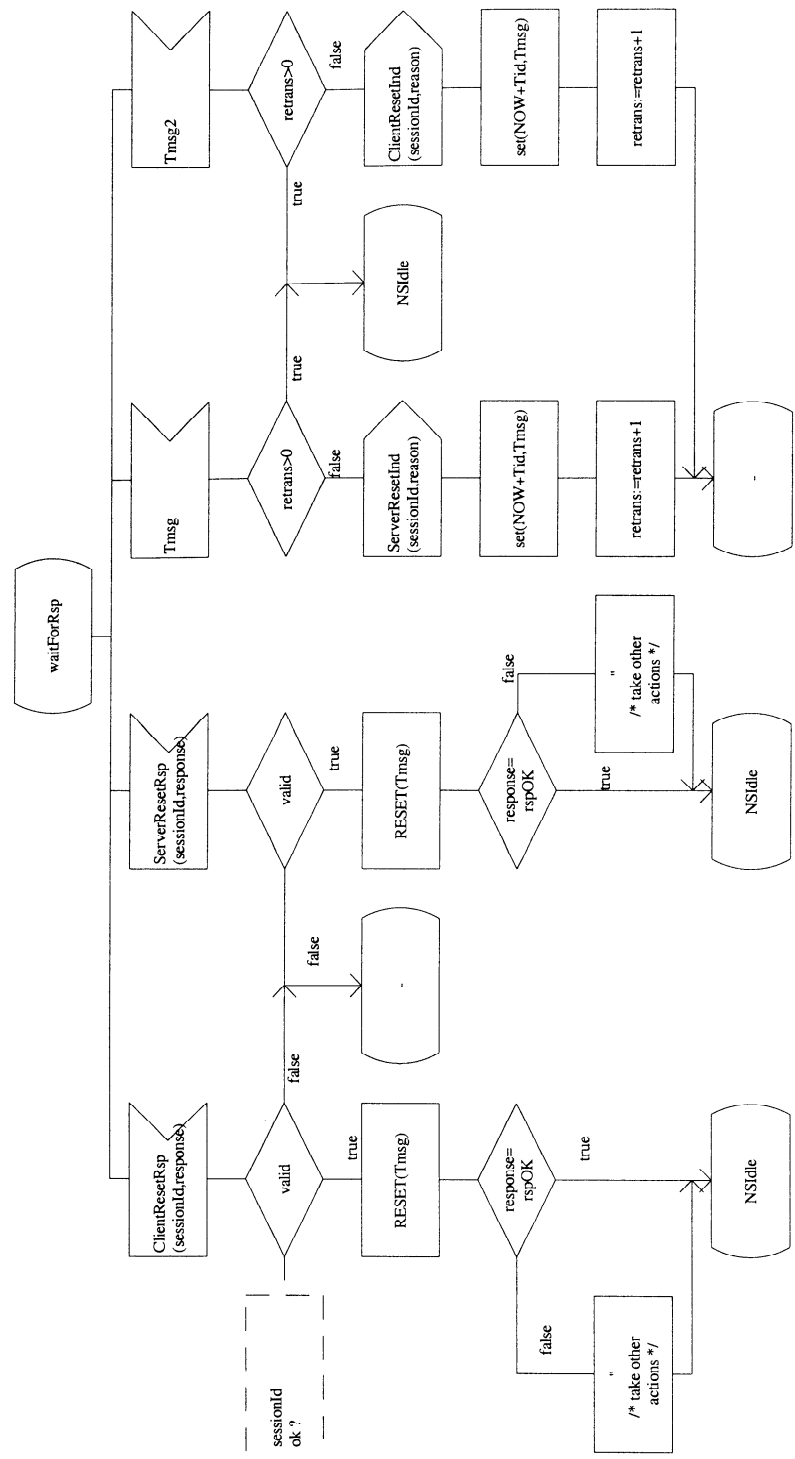 waitForRsp
ClientResetRsp
(sessionId,response)
ServerResetRsp
(sessionId,response)
Tmsg
Tmsg2
sessionId
ok ?
valid
false
false
valid
retrans>0
true
true
retrans>0
true
true
false
false
RESET(Tmsg)
-
RESET(Tmsg)
ServerResetInd
(sessionId.reason)
NSIdle
ClientResetInd
(sessionId,reason)
response=
rspOK
response=
rspOK
set(NOW+Tid,Tmsg)
set(NOW+Tid,Tmsg)
false
true
true
false
"
/* take other
actions */
"
/* take other
actions */
retrans:=retrans+1
retrans:=retrans+1
NSIdle
NSIdle
-